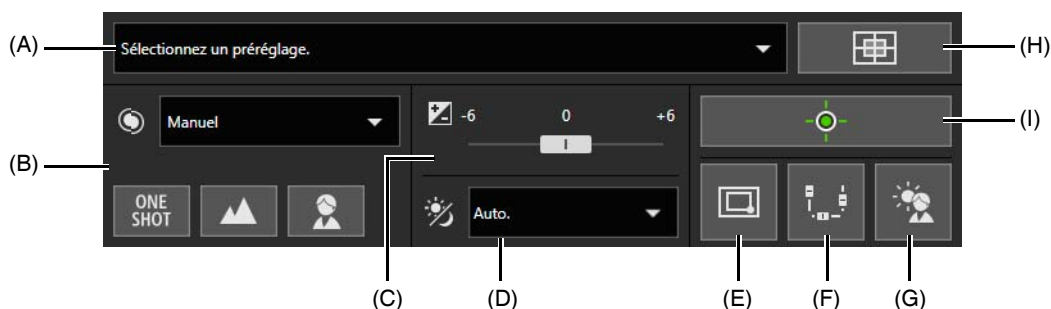 (A)
Sélectionnez un préréglage.
(H)
Manuel
-6 0 +6
(I)
(B)
ONE
SHOT
Auto.
(C) (D) (E) (F) (G)